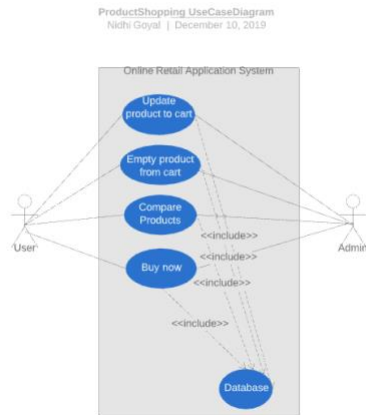 ProductShopping UseCaseDiagram
Nidhi Goyal | December 10, 2019
Online Retail Application System
Update
product to cart
Empty product
from cart
Compare
Products
<<include>>
User
Admin
Buy now
<<include>>
<<include>>
<<include>>
Database